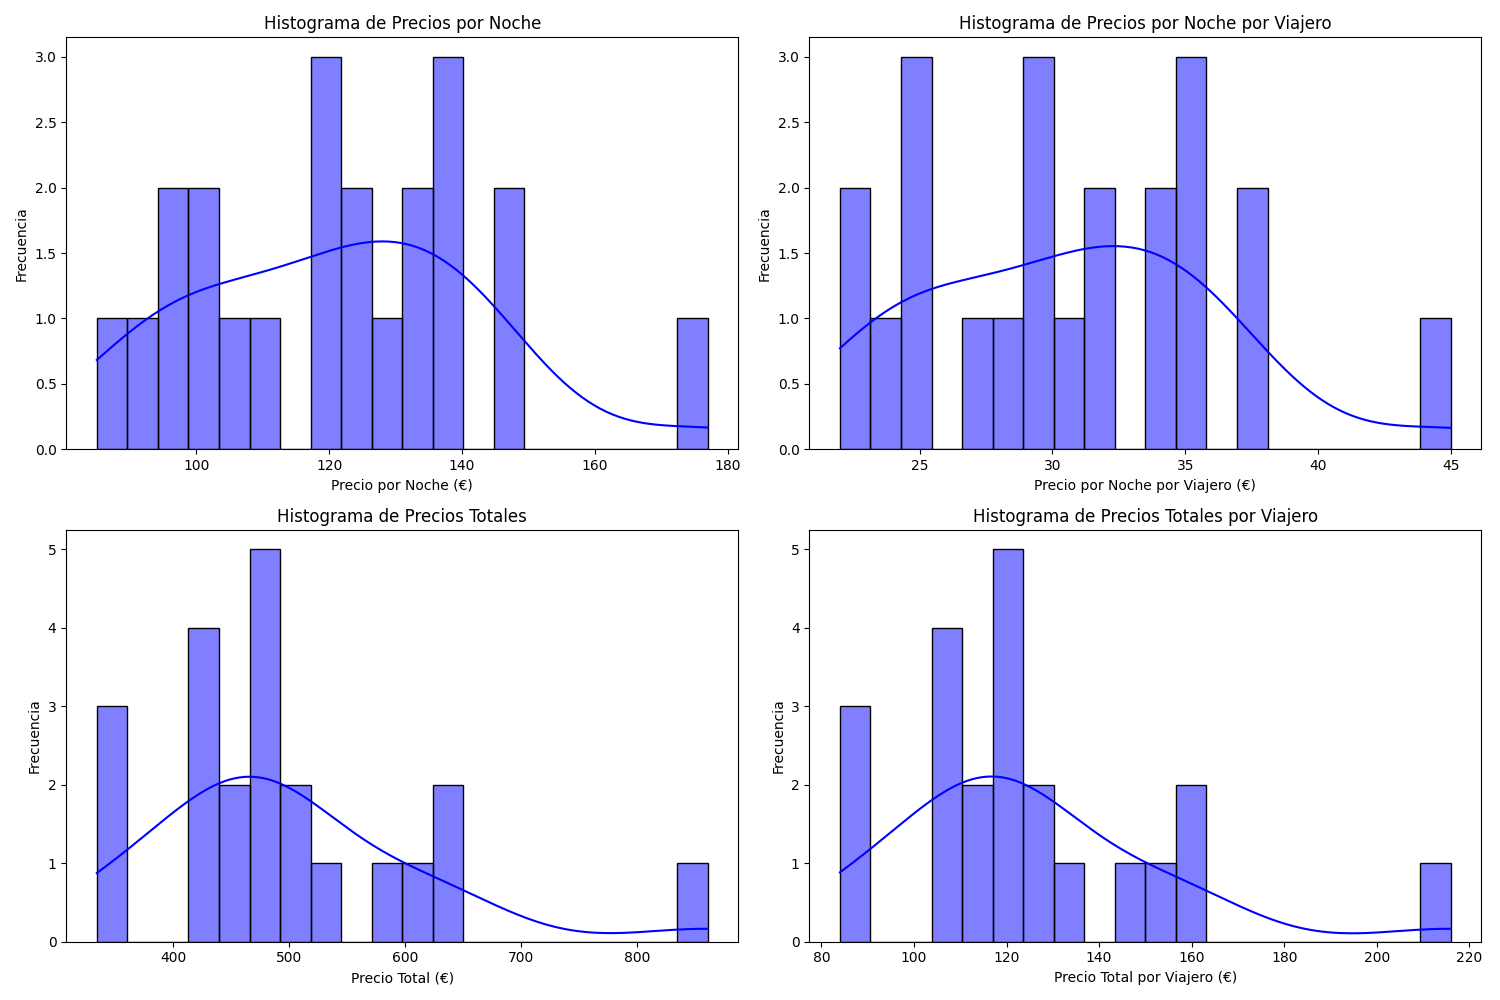 Histograma de Precios por Noche
3.0
2.5
2.0
1.5
1.0
0.5
0.0
Frecuencia
100 120 140 160 180
Precio por Noche (€)
Histograma de Precios por Noche por Viajero
3.0
2.5
2.0
1.5
1.0
0.5
0.0
Frecuencia
25 30 35 40 45
Precio por Noche por Viajero (€)
Histograma de Precios Totales
5
4
3
2
1
0
Frecuencia
400 500 600 700 800
Precio Total (€)
Histograma de Precios Totales por Viajero
5
4
3
2
1
0
Frecuencia
80 100 120 140 160 180 200 220
Precio Total por Viajero (€)